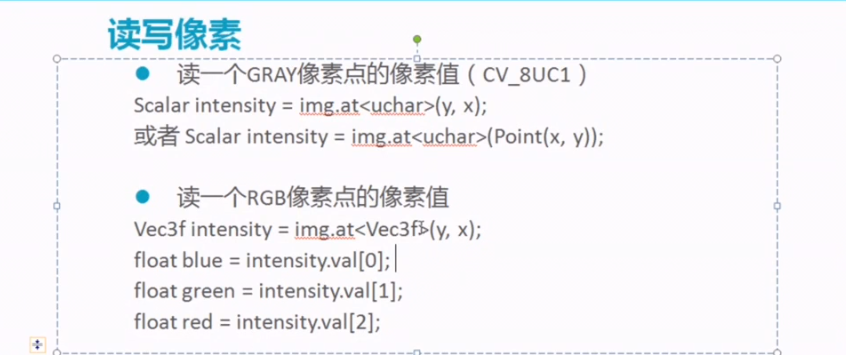 读写像素
● 读一个GRAY像素点的像素值（CV_8UC1）
Scalar intensity = img.at<uchar>(y, x);
或者 Scalar intensity = img.at<uchar>(Point(x, y));
● 读一个RGB像素点的像素值
Vec3f intensity = img.at<Vec3f>(y, x);
float blue = intensity.val[0];
float green = intensity.val[1];
float red = intensity.val[2];